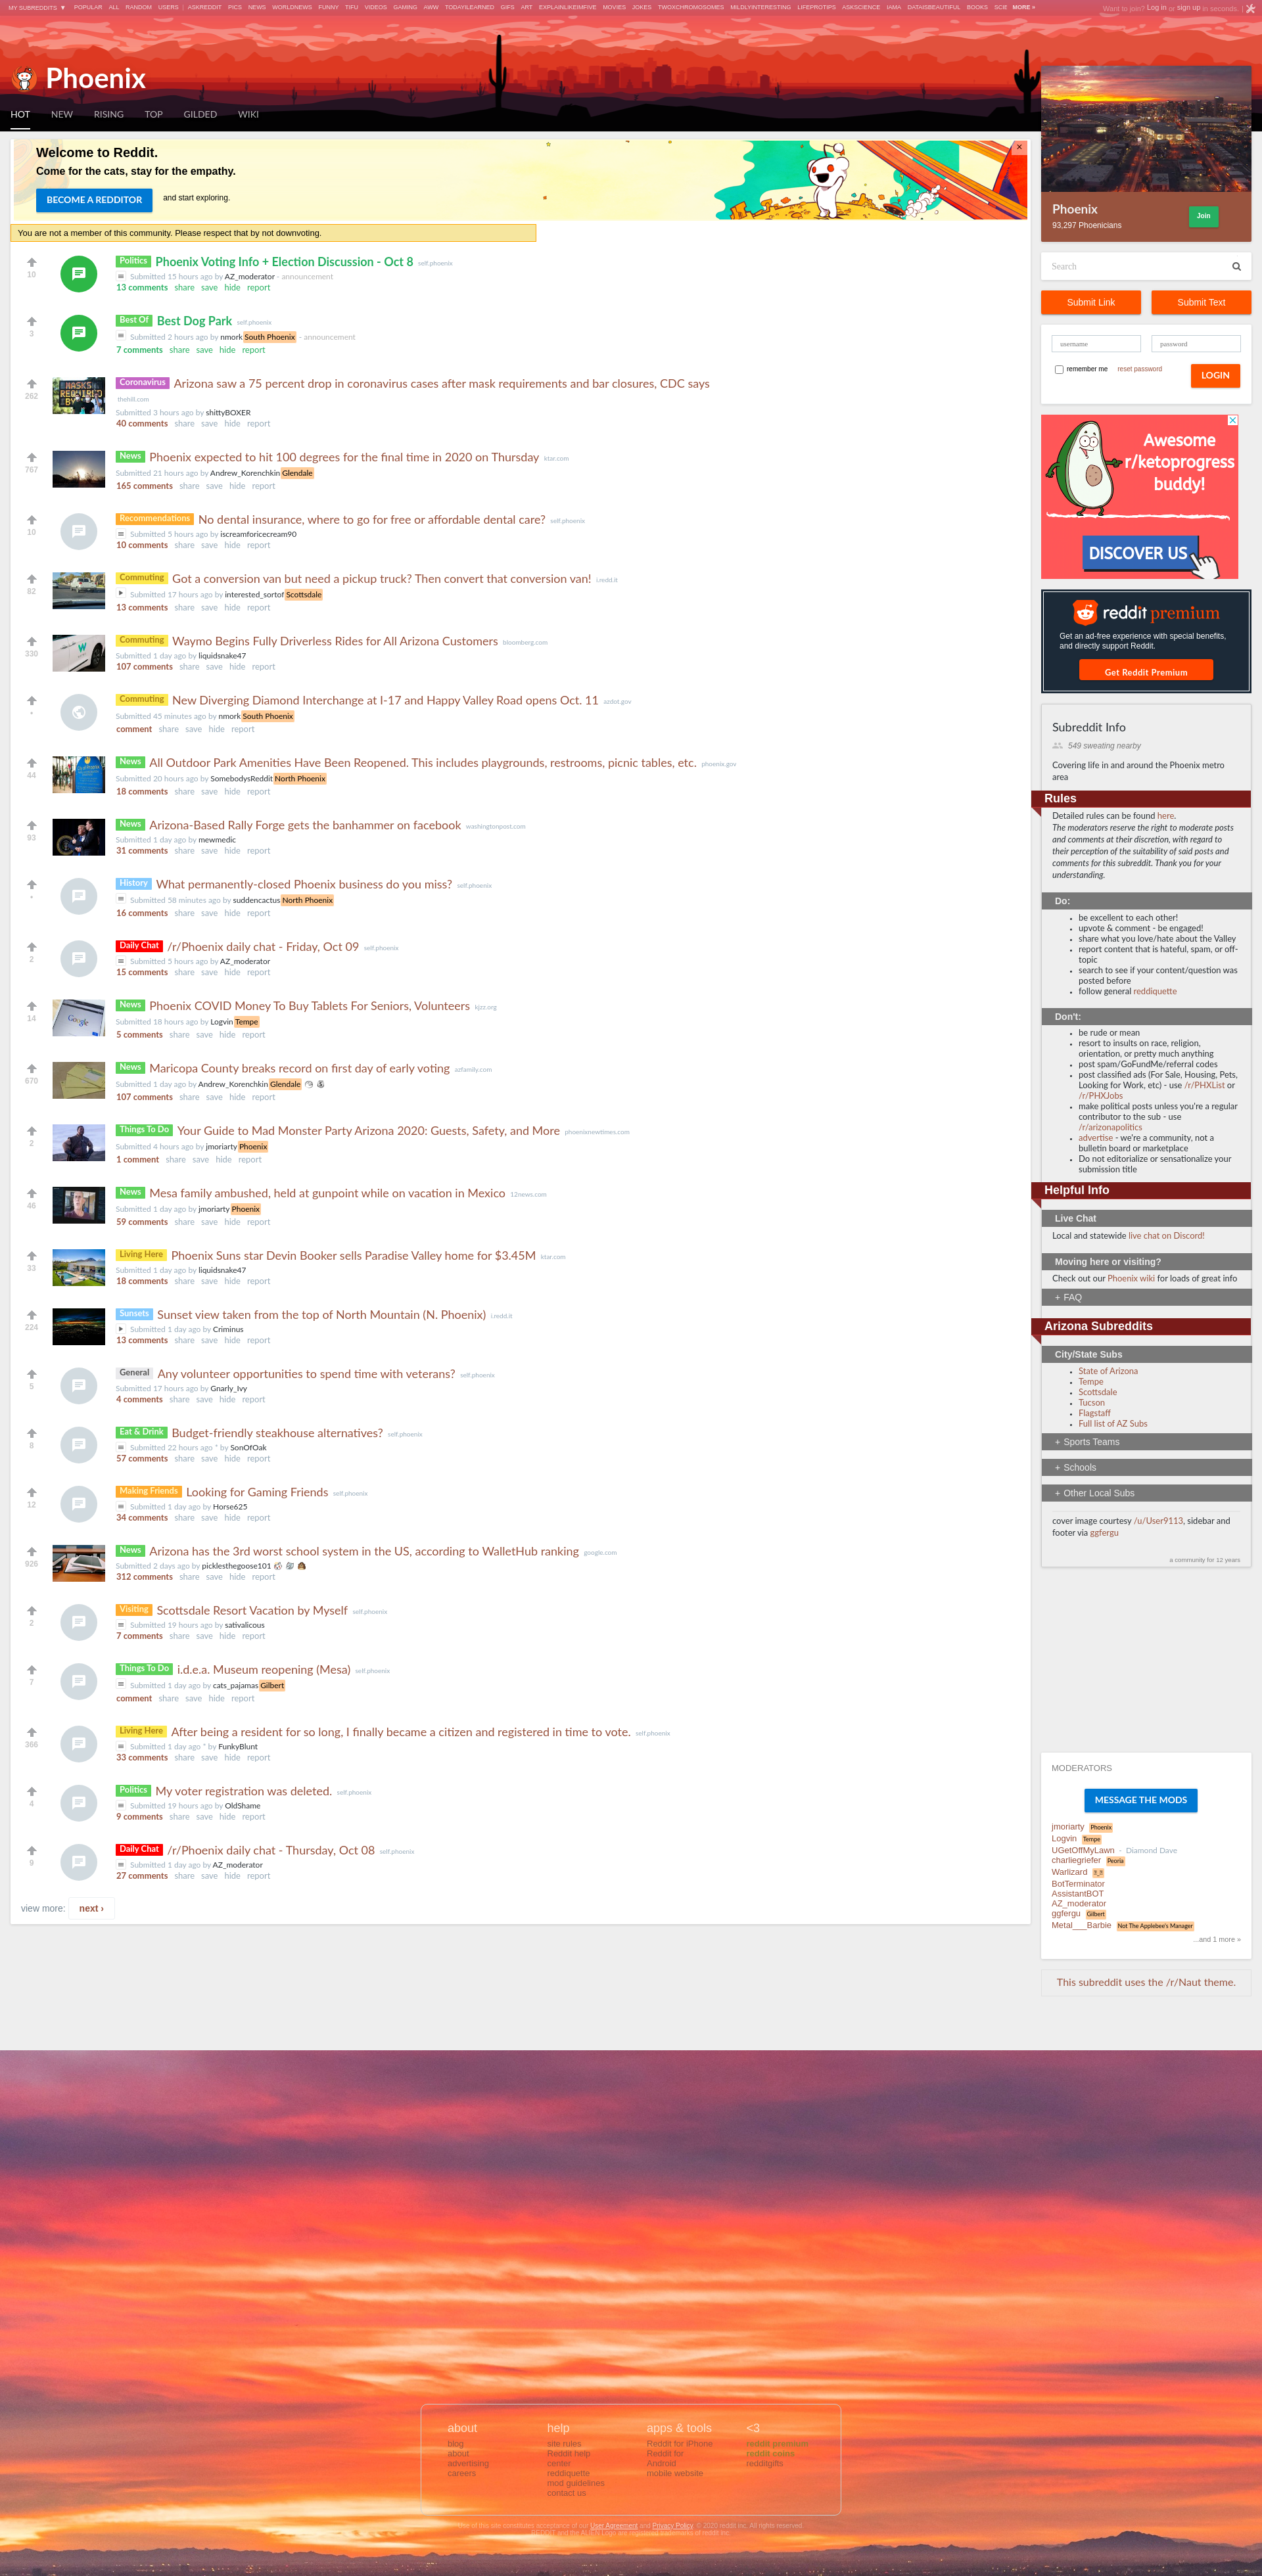 MY SUBREDDITS ▼ POPULAR ALL RANDOM USERS | ASKREDDIT PICS NEWS WORLDNEWS FUNNY TIFU VIDEOS GAMING AWW TODAYILEARNED GIFS ART EXPLAINLIKEIMFIVE MOVIES JOKES TWOXCHROMOSOMES MILDLYINTERESTING LIFEPROTIPS ASKSCIENCE IAMA DATAISBEAUTIFUL BOOKS SCIE MORE »
Want to join? Log in or sign up in seconds. |
Phoenix
HOT NEW RISING TOP GILDED WIKI
Welcome to Reddit.
Come for the cats, stay for the empathy.
BECOME A REDDITOR and start exploring.
×
You are not a member of this community. Please respect that by not downvoting.
10
Politics Phoenix Voting Info + Election Discussion - Oct 8 self.phoenix
Submitted 15 hours ago by AZ_moderator - announcement
13 comments share save hide report
3
Best Of Best Dog Park self.phoenix
Submitted 2 hours ago by nmork South Phoenix - announcement
7 comments share save hide report
262
MASKS REQUIRED BY
Coronavirus Arizona saw a 75 percent drop in coronavirus cases after mask requirements and bar closures, CDC says
thehill.com
Submitted 3 hours ago by shittyBOXER
40 comments share save hide report
767
News Phoenix expected to hit 100 degrees for the final time in 2020 on Thursday ktar.com
Submitted 21 hours ago by Andrew_Korenchkin Glendale
165 comments share save hide report
10
Recommendations No dental insurance, where to go for free or affordable dental care? self.phoenix
Submitted 5 hours ago by iscreamforicecream90
10 comments share save hide report
82
Commuting Got a conversion van but need a pickup truck? Then convert that conversion van! i.redd.it
Submitted 17 hours ago by interested_sortof Scottsdale
13 comments share save hide report
330
Commuting Waymo Begins Fully Driverless Rides for All Arizona Customers bloomberg.com
Submitted 1 day ago by liquidsnake47
107 comments share save hide report
•
Commuting New Diverging Diamond Interchange at I-17 and Happy Valley Road opens Oct. 11 azdot.gov
Submitted 45 minutes ago by nmork South Phoenix
comment share save hide report
44
News All Outdoor Park Amenities Have Been Reopened. This includes playgrounds, restrooms, picnic tables, etc. phoenix.gov
Submitted 20 hours ago by SomebodysReddit North Phoenix
18 comments share save hide report
93
News Arizona-Based Rally Forge gets the banhammer on facebook washingtonpost.com
Submitted 1 day ago by mewmedic
31 comments share save hide report
•
History What permanently-closed Phoenix business do you miss? self.phoenix
Submitted 58 minutes ago by suddencactus North Phoenix
16 comments share save hide report
2
Daily Chat /r/Phoenix daily chat - Friday, Oct 09 self.phoenix
Submitted 5 hours ago by AZ_moderator
15 comments share save hide report
14
Google
News Phoenix COVID Money To Buy Tablets For Seniors, Volunteers kjzz.org
Submitted 18 hours ago by Logvin Tempe
5 comments share save hide report
670
News Maricopa County breaks record on first day of early voting azfamily.com
Submitted 1 day ago by Andrew_Korenchkin Glendale
107 comments share save hide report
2
Things To Do Your Guide to Mad Monster Party Arizona 2020: Guests, Safety, and More phoenixnewtimes.com
Submitted 4 hours ago by jmoriarty Phoenix
1 comment share save hide report
46
News Mesa family ambushed, held at gunpoint while on vacation in Mexico 12news.com
Submitted 1 day ago by jmoriarty Phoenix
59 comments share save hide report
33
Living Here Phoenix Suns star Devin Booker sells Paradise Valley home for $3.45M ktar.com
Submitted 1 day ago by liquidsnake47
18 comments share save hide report
224
Sunsets Sunset view taken from the top of North Mountain (N. Phoenix) i.redd.it
Submitted 1 day ago by Criminus
13 comments share save hide report
5
General Any volunteer opportunities to spend time with veterans? self.phoenix
Submitted 17 hours ago by Gnarly_Ivy
4 comments share save hide report
8
Eat & Drink Budget-friendly steakhouse alternatives? self.phoenix
Submitted 22 hours ago * by SonOfOak
57 comments share save hide report
12
Making Friends Looking for Gaming Friends self.phoenix
Submitted 1 day ago by Horse625
34 comments share save hide report
926
News Arizona has the 3rd worst school system in the US, according to WalletHub ranking google.com
Submitted 2 days ago by picklesthegoose101
312 comments share save hide report
2
Visiting Scottsdale Resort Vacation by Myself self.phoenix
Submitted 19 hours ago by sativalicous
7 comments share save hide report
7
Things To Do i.d.e.a. Museum reopening (Mesa) self.phoenix
Submitted 1 day ago by cats_pajamas Gilbert
comment share save hide report
366
Living Here After being a resident for so long, I finally became a citizen and registered in time to vote. self.phoenix
Submitted 1 day ago * by FunkyBlunt
33 comments share save hide report
4
Politics My voter registration was deleted. self.phoenix
Submitted 19 hours ago by OldShame
9 comments share save hide report
9
Daily Chat /r/Phoenix daily chat - Thursday, Oct 08 self.phoenix
Submitted 1 day ago by AZ_moderator
27 comments share save hide report
view more: next ›
Phoenix
93,297 Phoenicians
Join
Search
Submit Link Submit Text
username password
remember me reset password LOGIN
Awesome
r/ketoprogress
buddy!
DISCOVER US
reddit premium
Get an ad-free experience with special benefits,
and directly support Reddit.
Get Reddit Premium
Subreddit Info
549 sweating nearby
Covering life in and around the Phoenix metro
area
Rules
Detailed rules can be found here.
The moderators reserve the right to moderate posts
and comments at their discretion, with regard to
their perception of the suitability of said posts and
comments for this subreddit. Thank you for your
understanding.
Do:
be excellent to each other!
upvote & comment - be engaged!
share what you love/hate about the Valley
report content that is hateful, spam, or off-
topic
search to see if your content/question was
posted before
follow general reddiquette
Don't:
be rude or mean
resort to insults on race, religion,
orientation, or pretty much anything
post spam/GoFundMe/referral codes
post classified ads (For Sale, Housing, Pets,
Looking for Work, etc) - use /r/PHXList or
/r/PHXJobs
make political posts unless you're a regular
contributor to the sub - use
/r/arizonapolitics
advertise - we're a community, not a
bulletin board or marketplace
Do not editorialize or sensationalize your
submission title
Helpful Info
Live Chat
Local and statewide live chat on Discord!
Moving here or visiting?
Check out our Phoenix wiki for loads of great info
+ FAQ
Arizona Subreddits
City/State Subs
State of Arizona
Tempe
Scottsdale
Tucson
Flagstaff
Full list of AZ Subs
+ Sports Teams
+ Schools
+ Other Local Subs
cover image courtesy /u/User9113, sidebar and
footer via ggfergu
a community for 12 years
MODERATORS
MESSAGE THE MODS
jmoriarty Phoenix
Logvin Tempe
UGetOffMyLawn - Diamond Dave
charliegriefer Peoria
Warlizard
BotTerminator
AssistantBOT
AZ_moderator
ggfergu Gilbert
Metal___Barbie Not The Applebee's Manager
...and 1 more »
This subreddit uses the /r/Naut theme.
about
blog
about
advertising
careers
help
site rules
Reddit help
center
reddiquette
mod guidelines
contact us
apps & tools
Reddit for iPhone
Reddit for
Android
mobile website
<3
reddit premium
reddit coins
redditgifts
Use of this site constitutes acceptance of our User Agreement and Privacy Policy. © 2020 reddit inc. All rights reserved.
REDDIT and the ALIEN Logo are registered trademarks of reddit inc.